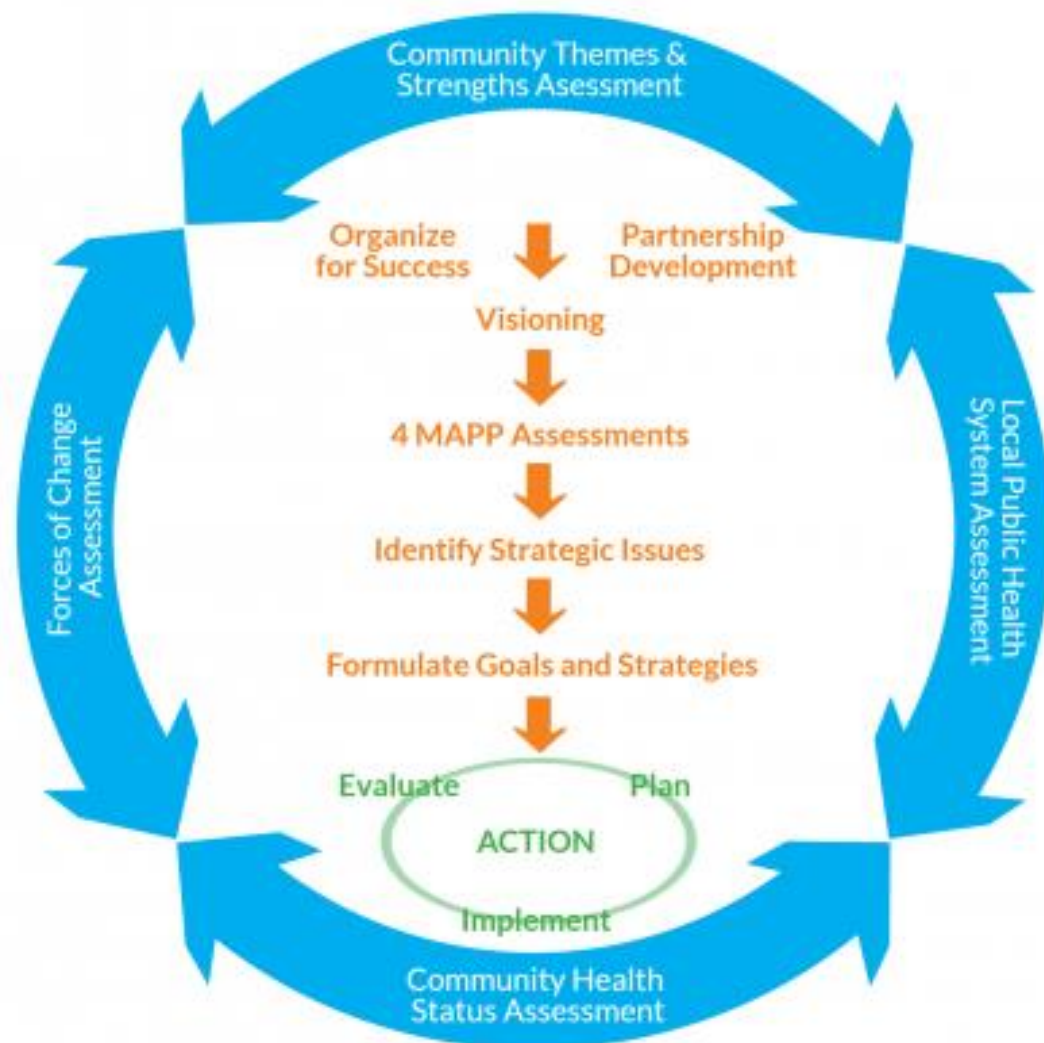 Community Themes &
Strengths Asessment
Organize
for Success
Partnership
Development
Visioning
4 MAPP Assessments
Identify Strategic Issues
Formulate Goals and Strategies
Evaluate
Plan
ACTION
Implement
Forces of Change
Assessment
Local Public Health
System Assessment
Community Health
Status Assessment